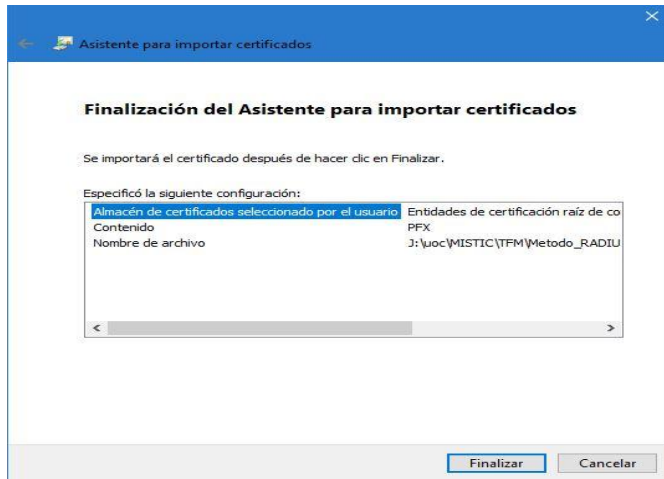 Asistente para importar certificados
Finalización del Asistente para importar certificados
Se importará el certificado después de hacer clic en Finalizar.
Especificó la siguiente configuración:
Almacén de certificados seleccionado por el usuario Entidades de certificación raíz de co
Contenido PFX
Nombre de archivo J:\uoc\MISTIC\TFM\Metodo_RADIU
Finalizar Cancelar